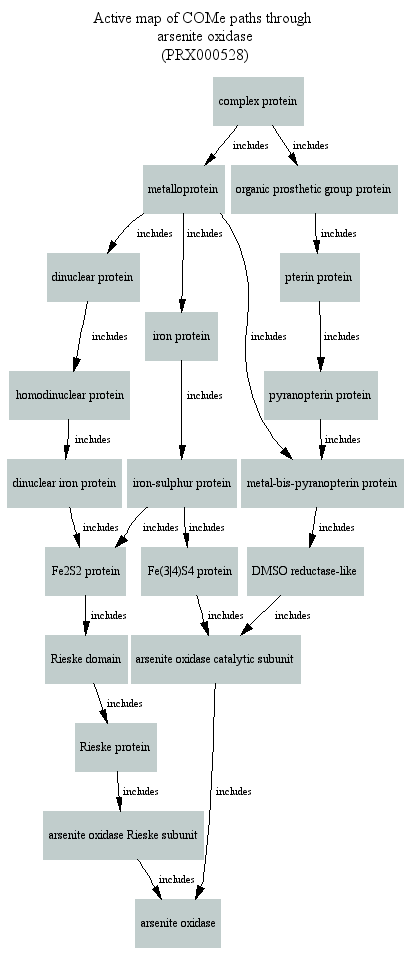 Active map of COMe paths through
arsenite oxidase
(PRX000528)
complex protein
includes includes
metalloprotein organic prosthetic group protein
includes includes includes
dinuclear protein pterin protein
iron protein
includes includes includes
homodinuclear protein pyranopterin protein
includes
includes includes
dinuclear iron protein iron-sulphur protein metal-bis-pyranopterin protein
includes includes includes includes
Fe2S2 protein Fe(3|4)S4 protein DMSO reductase-like
includes includes includes
Rieske domain arsenite oxidase catalytic subunit
includes
Rieske protein
includes includes
arsenite oxidase Rieske subunit
includes
arsenite oxidase